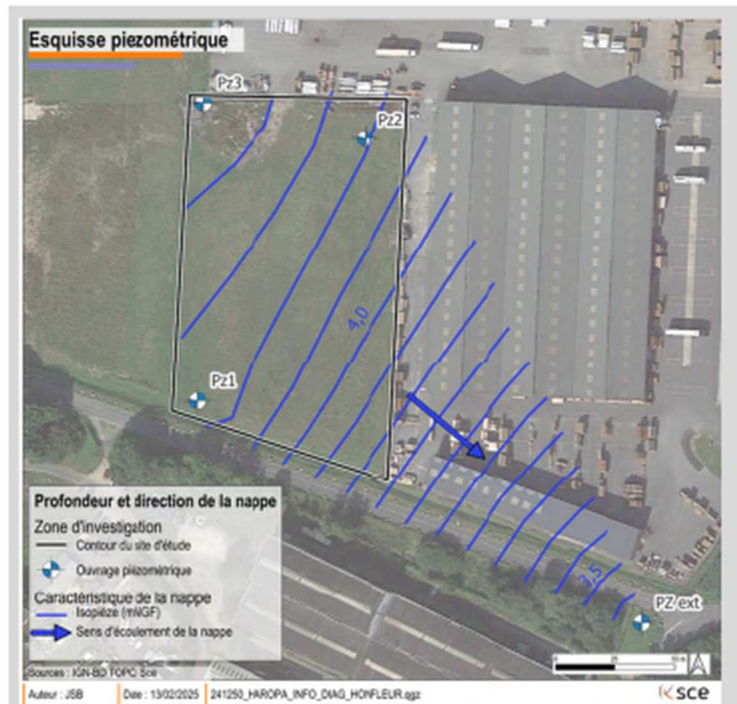 Esquisse piezométrique
Pz3
Pz2
4,0
Pz1
Profondeur et direction de la nappe
Zone d'investigation
Contour du site d'étude
Ouvrage piézométrique
Caractéristique de la nappe
Isopièze (mNGF)
Sens d'écoulement de la nappe
3,5
PZ ext
Sources : IGN-BD TOPO, Sce
Auteur : JSB
Date : 13/02/2025
241250_HAROPA_INFO_DIAG_HONFLEUR.qgz
sce